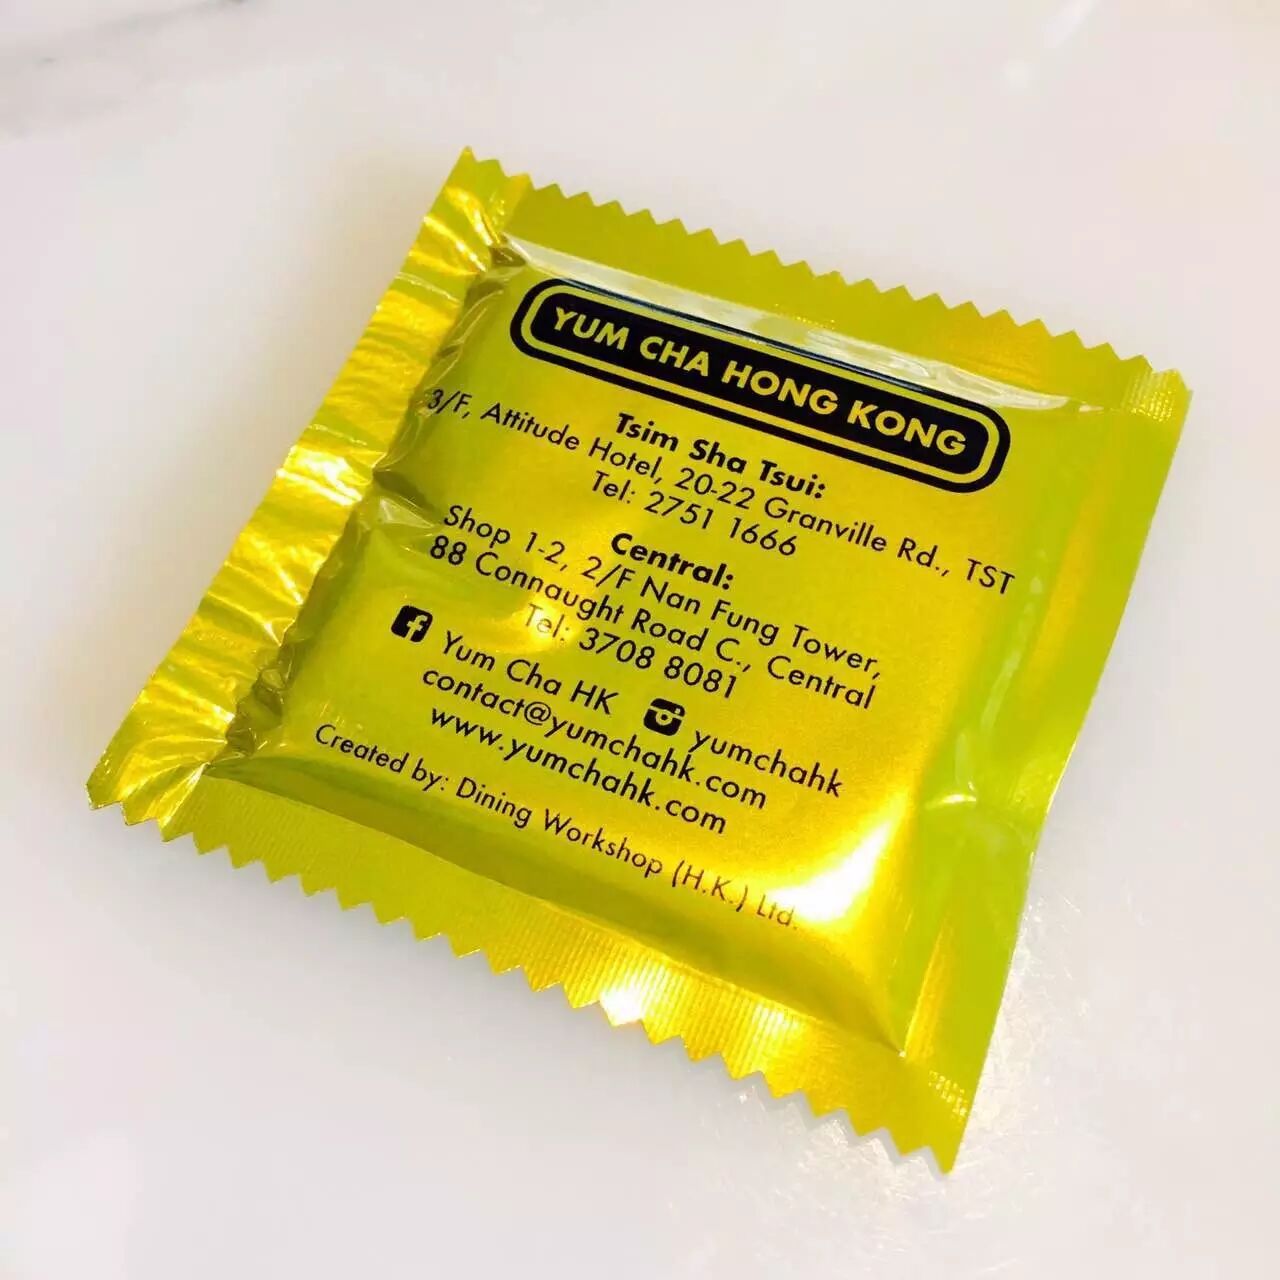 YUM CHA HONG KONG
Tsim Sha Tsui:
3/F, Attitude Hotel, 20-22 Granville Rd., TST
Tel: 2751 1666
Central:
Shop 1-2, 2/F Nan Fung Tower,
88 Connaught Road C., Central
Tel: 3708 8081
Yum Cha HK yumchahk
contact@yumchahk.com
www.yumchahk.com
Created by: Dining Workshop (H.K.) Ltd.